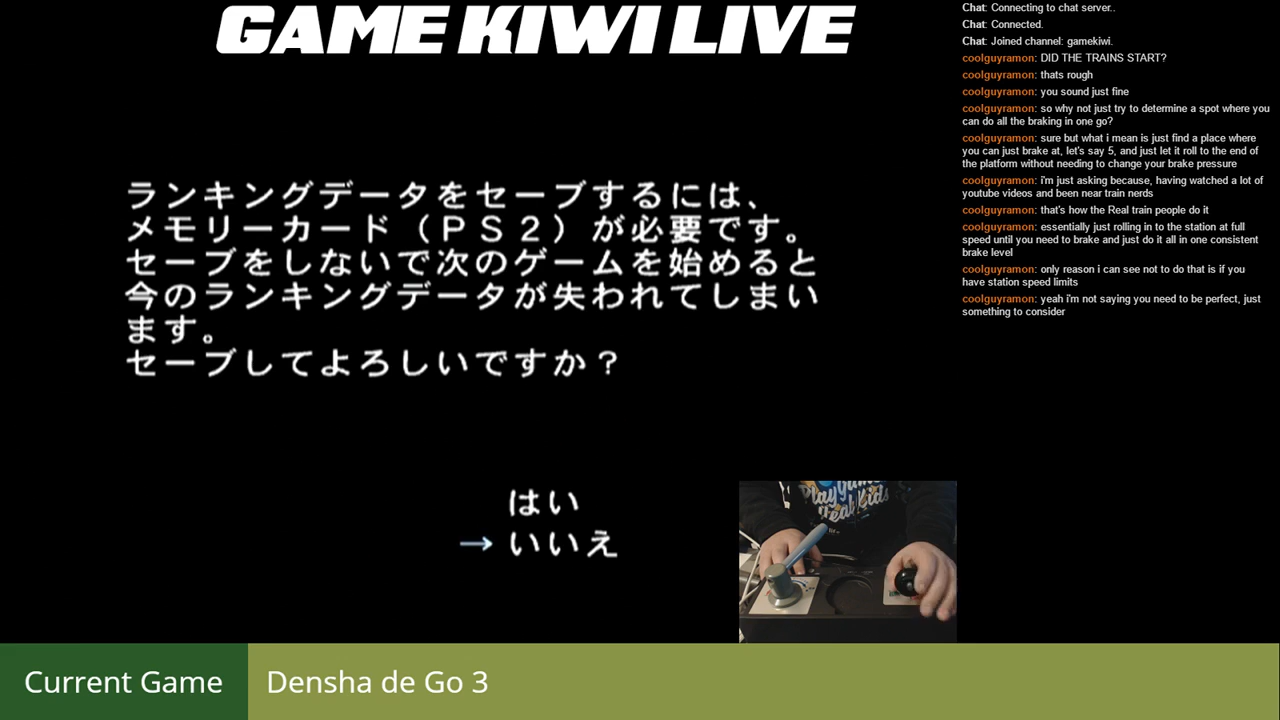 GAME KIWI LIVE
ランキングデータをセーブするには、
メモリーカード（ＰＳ２）が必要です。
セーブをしないで次のゲームを始めると
今のランキングデータが失われてしまい
ます。
セーブしてよろしいですか？
はい
→ いいえ
Chat: Connecting to chat server..
Chat: Connected.
Chat: Joined channel: gamekiwi.
coolguyramon: DID THE TRAINS START?
coolguyramon: thats rough
coolguyramon: you sound just fine
coolguyramon: so why not just try to determine a spot where you
can do all the braking in one go?
coolguyramon: sure but what i mean is just find a place where
you can just brake at, let's say 5, and just let it roll to the end of
the platform without needing to change your brake pressure
coolguyramon: i'm just asking because, having watched a lot of
youtube videos and been near train nerds
coolguyramon: that's how the Real train people do it
coolguyramon: essentially just rolling in to the station at full
speed until you need to brake and just do it all in one consistent
brake level
coolguyramon: only reason i can see not to do that is if you
have station speed limits
coolguyramon: yeah i'm not saying you need to be perfect, just
something to consider
Current Game
Densha de Go 3